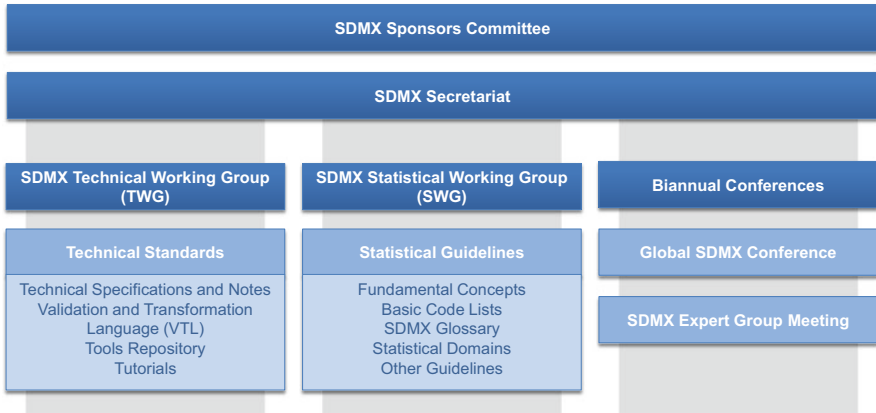 SDMX Sponsors Committee
SDMX Secretariat
SDMX Technical Working Group
(TWG)
Technical Standards
Technical Specifications and Notes
Validation and Transformation
Language (VTL)
Tools Repository
Tutorials
SDMX Statistical Working Group
(SWG)
Statistical Guidelines
Fundamental Concepts
Basic Code Lists
SDMX Glossary
Statistical Domains
Other Guidelines
Biannual Conferences
Global SDMX Conference
SDMX Expert Group Meeting